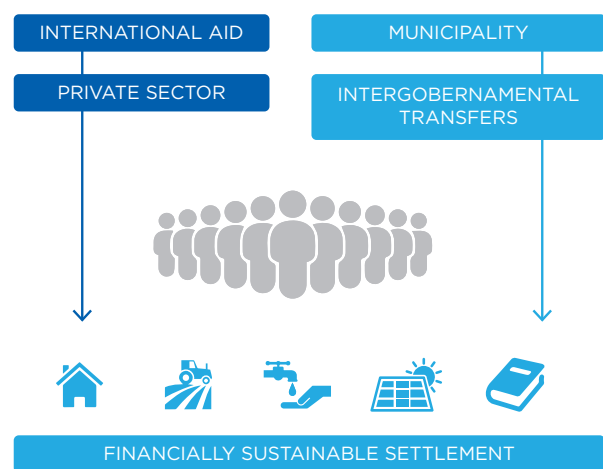 INTERNATIONAL AID
MUNICIPALITY
PRIVATE SECTOR
INTERGOBERNAMENTAL
TRANSFERS
FINANCIALLY SUSTAINABLE SETTLEMENT